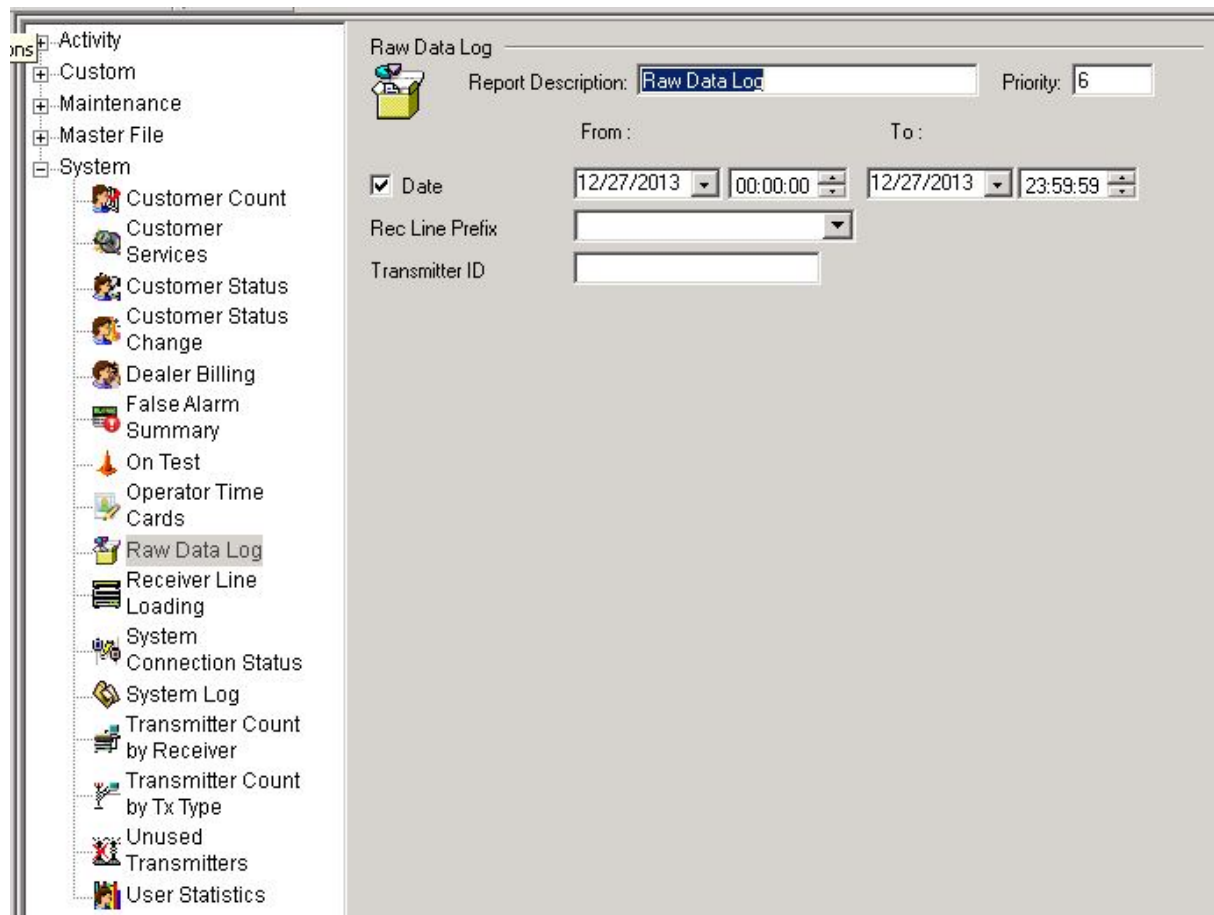 ons
Activity
Custom
Maintenance
Master File
System
Customer Count
Customer
Services
Customer Status
Customer Status
Change
Dealer Billing
False Alarm
Summary
On Test
Operator Time
Cards
Raw Data Log
Receiver Line
Loading
System
Connection Status
System Log
Transmitter Count
by Receiver
Transmitter Count
by Tx Type
Unused
Transmitters
User Statistics
Raw Data Log
Report Description: Raw Data Log Priority: 6
From : To :
Date 12/27/2013 00:00:00 12/27/2013 23:59:59
Rec Line Prefix
Transmitter ID